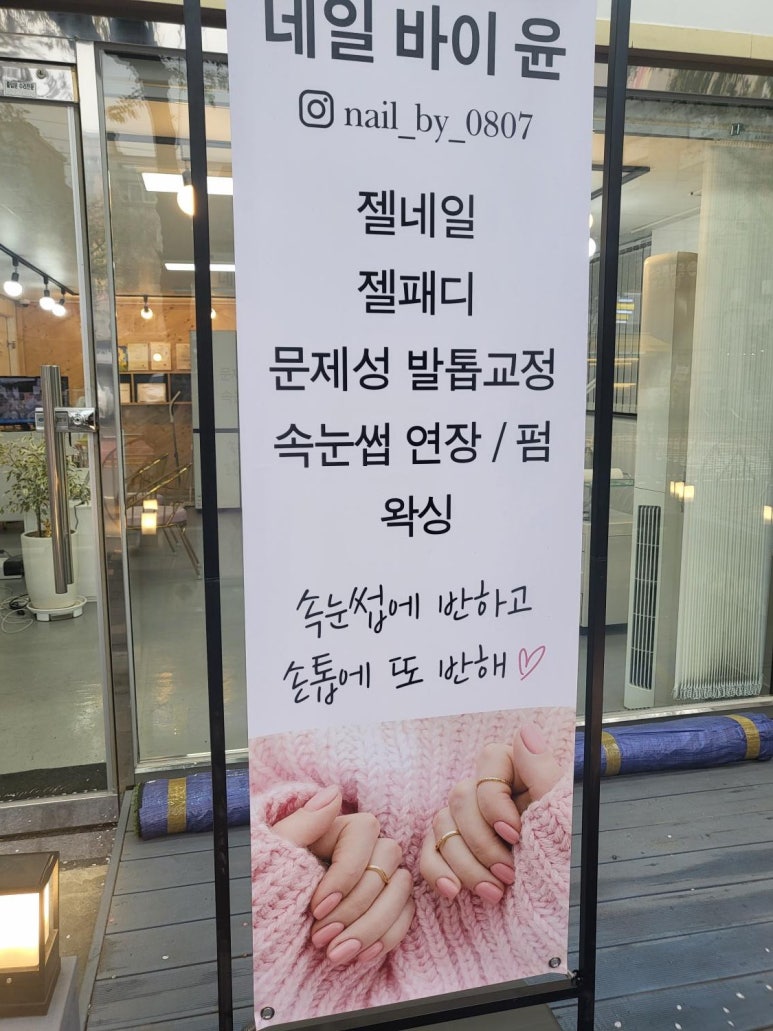 네일 바이 윤
nail_by_0807
젤네일
젤패디
문제성 발톱교정
속눈썹 연장 / 펌
왁싱
속눈썹에 반하고
손톱에 또 반해♡